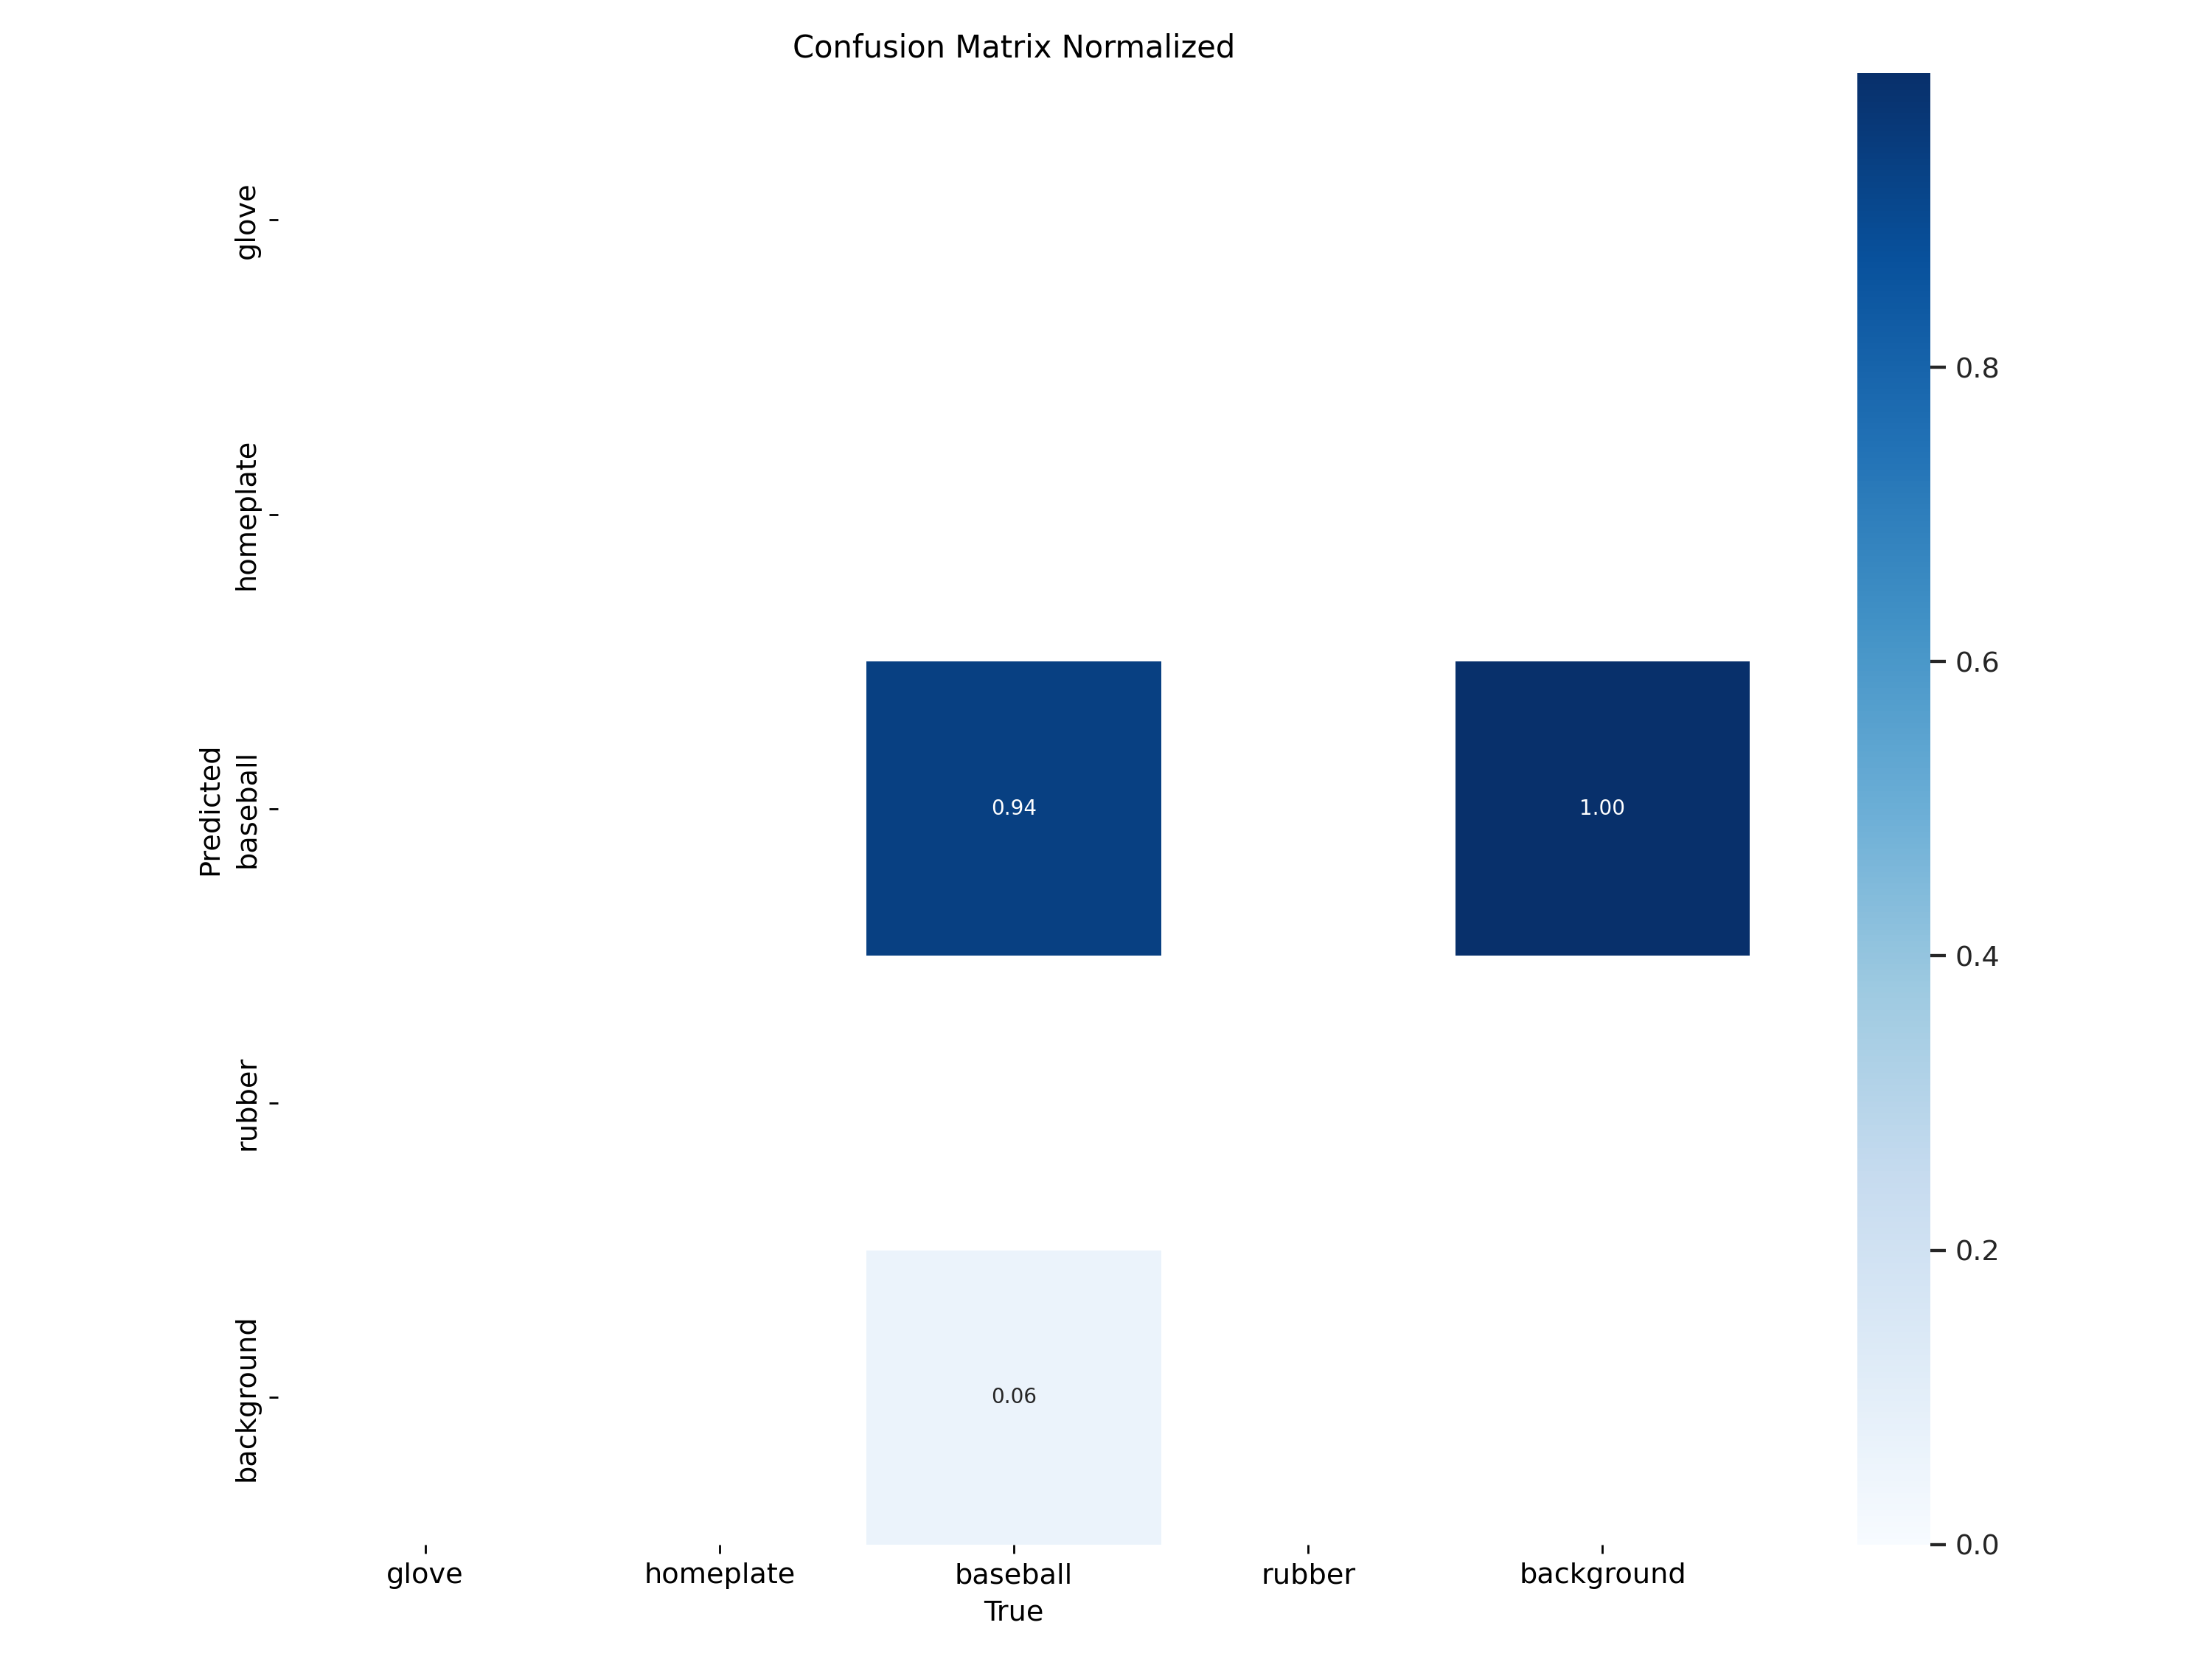 Confusion Matrix Normalized
glove
homeplate
baseball
rubber
background
Predicted
0.94
1.00
0.06
glove
homeplate
baseball
rubber
background
True
0.8
0.6
0.4
0.2
0.0